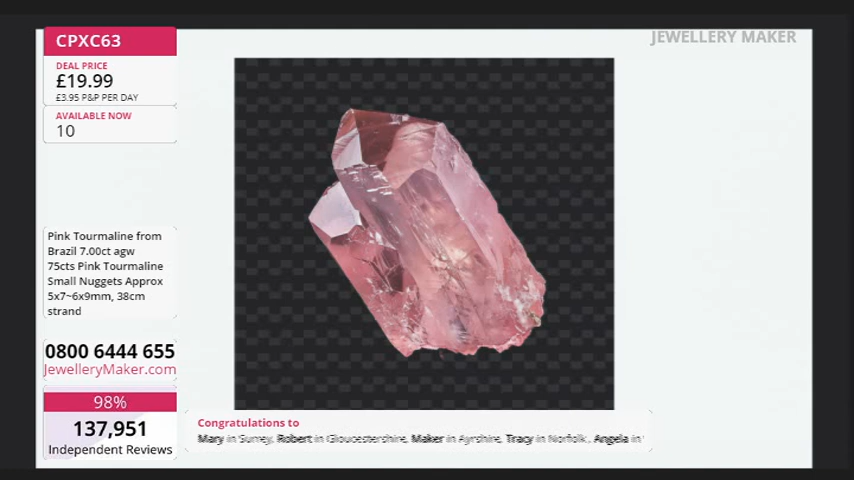 CPXC63
DEAL PRICE
£19.99
£3.95 P&P PER DAY
AVAILABLE NOW
10
Pink Tourmaline from
Brazil 7.00ct agw
75cts Pink Tourmaline
Small Nuggets Approx
5x7~6x9mm, 38cm
strand
0800 6444 655
JewelleryMaker.com
98%
137,951
Independent Reviews
JEWELLERY MAKER
Congratulations to
Mary in Surrey, Robert in Gloucestershire, Maker in Ayrshire, Tracy in Norfolk, Angela in